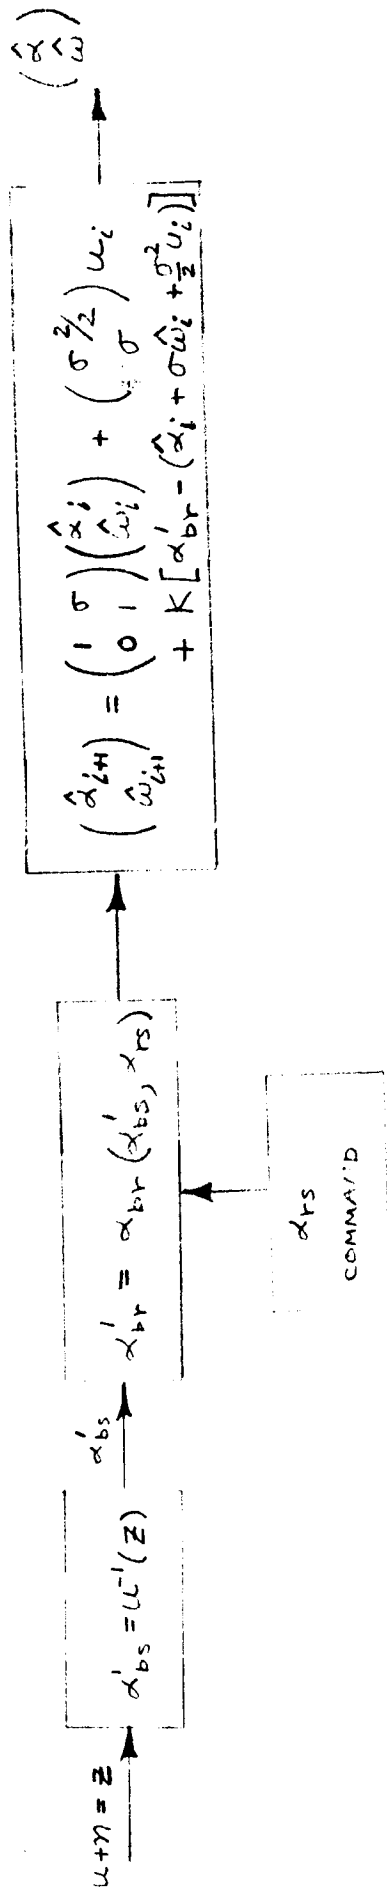 u+n=z
α'bs = u⁻¹(z)
α'bs
α'br = αbr (α'bs, αrs)
αrs
COMMAND
(α̂i+1 ω̂i+1) = (1 σ 0 1)(α̂i ω̂i) + (σ²/2 σ) ui
+ K[α'br - (α̂i + σω̂i + σ²/2 ui)]
(α̂ ω̂)